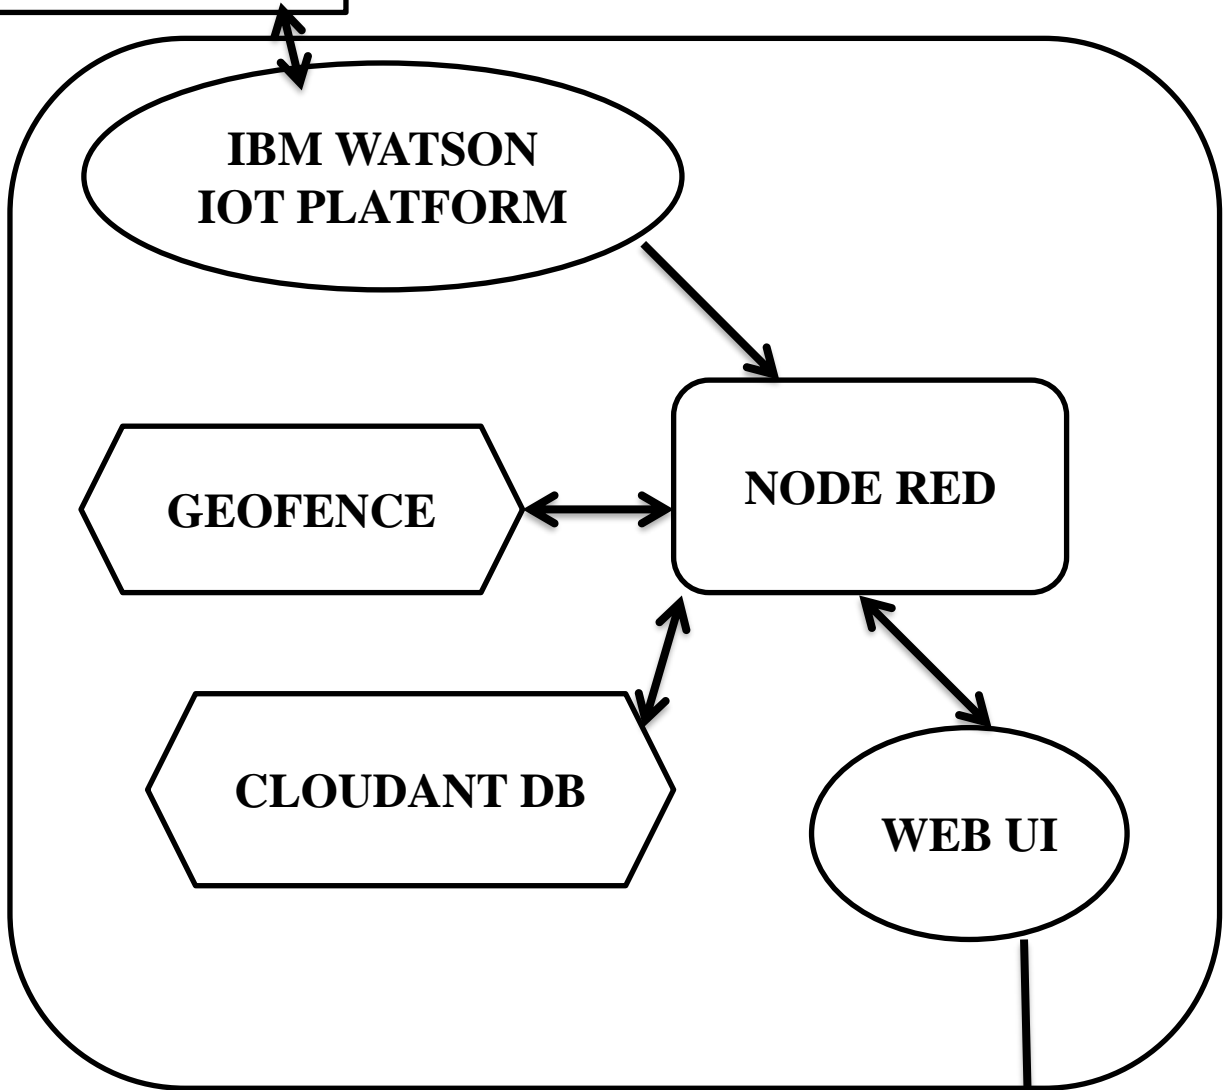 IBM WATSON
IOT PLATFORM
NODE RED
GEOFENCE
CLOUDANT DB
WEB UI